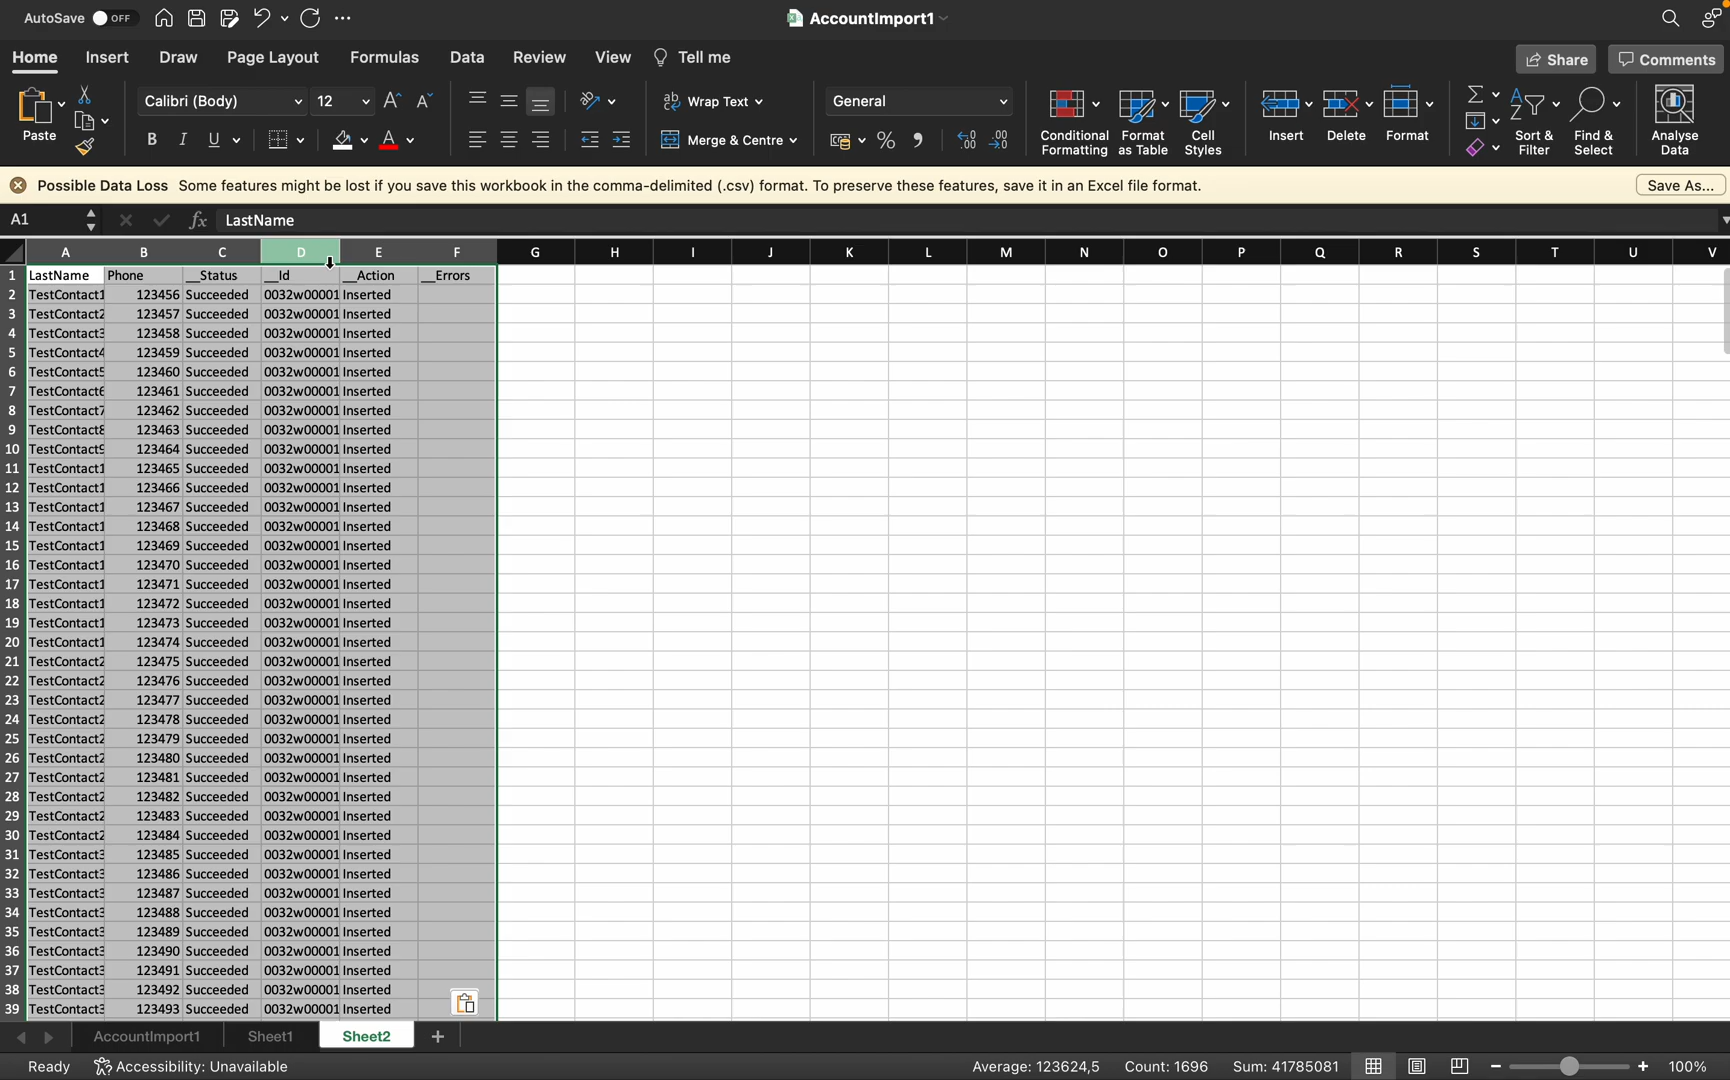 AutoSave OFF AccountImport1
Home Insert Draw Page Layout Formulas Data Review View Tell me Share Comments
Paste Calibri (Body) 12 Wrap Text General Conditional Formatting Format as Table Cell Styles Insert Delete Format Sort & Filter Find & Select Analyse Data
B I U A Merge & Centre % .00
Possible Data Loss Some features might be lost if you save this workbook in the comma-delimited (.csv) format. To preserve these features, save it in an Excel file format. Save As...
A1 fx LastName
A B C D E F G H I J K L M N O P Q R S T U V
1 LastName Phone __Status __Id __Action __Errors
2 TestContact1 123456 Succeeded 0032w00001 Inserted
3 TestContact2 123457 Succeeded 0032w00001 Inserted
4 TestContact3 123458 Succeeded 0032w00001 Inserted
5 TestContact4 123459 Succeeded 0032w00001 Inserted
6 TestContact5 123460 Succeeded 0032w00001 Inserted
7 TestContact6 123461 Succeeded 0032w00001 Inserted
8 TestContact7 123462 Succeeded 0032w00001 Inserted
9 TestContact8 123463 Succeeded 0032w00001 Inserted
10 TestContact9 123464 Succeeded 0032w00001 Inserted
11 TestContact1 123465 Succeeded 0032w00001 Inserted
12 TestContact1 123466 Succeeded 0032w00001 Inserted
13 TestContact1 123467 Succeeded 0032w00001 Inserted
14 TestContact1 123468 Succeeded 0032w00001 Inserted
15 TestContact1 123469 Succeeded 0032w00001 Inserted
16 TestContact1 123470 Succeeded 0032w00001 Inserted
17 TestContact1 123471 Succeeded 0032w00001 Inserted
18 TestContact1 123472 Succeeded 0032w00001 Inserted
19 TestContact1 123473 Succeeded 0032w00001 Inserted
20 TestContact1 123474 Succeeded 0032w00001 Inserted
21 TestContact2 123475 Succeeded 0032w00001 Inserted
22 TestContact2 123476 Succeeded 0032w00001 Inserted
23 TestContact2 123477 Succeeded 0032w00001 Inserted
24 TestContact2 123478 Succeeded 0032w00001 Inserted
25 TestContact2 123479 Succeeded 0032w00001 Inserted
26 TestContact2 123480 Succeeded 0032w00001 Inserted
27 TestContact2 123481 Succeeded 0032w00001 Inserted
28 TestContact2 123482 Succeeded 0032w00001 Inserted
29 TestContact2 123483 Succeeded 0032w00001 Inserted
30 TestContact2 123484 Succeeded 0032w00001 Inserted
31 TestContact3 123485 Succeeded 0032w00001 Inserted
32 TestContact3 123486 Succeeded 0032w00001 Inserted
33 TestContact3 123487 Succeeded 0032w00001 Inserted
34 TestContact3 123488 Succeeded 0032w00001 Inserted
35 TestContact3 123489 Succeeded 0032w00001 Inserted
36 TestContact3 123490 Succeeded 0032w00001 Inserted
37 TestContact3 123491 Succeeded 0032w00001 Inserted
38 TestContact3 123492 Succeeded 0032w00001 Inserted
39 TestContact3 123493 Succeeded 0032w00001 Inserted
AccountImport1 Sheet1 Sheet2 +
Ready Accessibility: Unavailable Average: 123624,5 Count: 1696 Sum: 41785081 100%